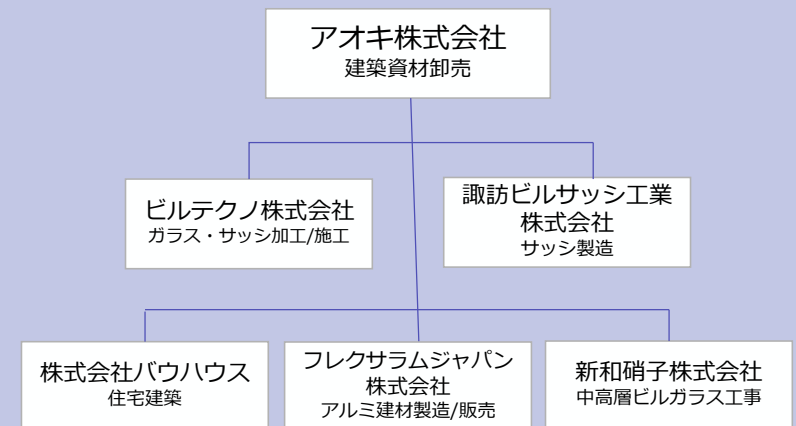 アオキ株式会社
建築資材卸売
ビルテクノ株式会社
ガラス・サッシ加工/施工
諏訪ビルサッシ工業
株式会社
サッシ製造
株式会社バウハウス
住宅建築
フレクサラムジャパン
株式会社
アルミ建材製造/販売
新和硝子株式会社
中高層ビルガラス工事